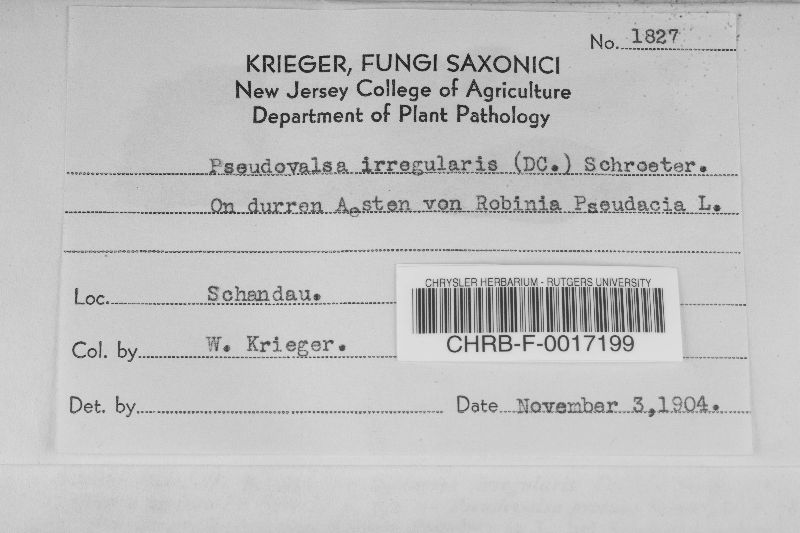 No. 1827
KRIEGER, FUNGI SAXONICI
New Jersey College of Agriculture
Department of Plant Pathology
Pseudovalsa irregularis (DC.) Schroeter.
On durren Aesten von Robinia Pseudacia L.
Loc. Schandau.
CHRYSLER HERBARIUM - RUTGERS UNIVERSITY
CHRB-F-0017199
Col. by W. Krieger.
Det. by
Date November 3,1904.